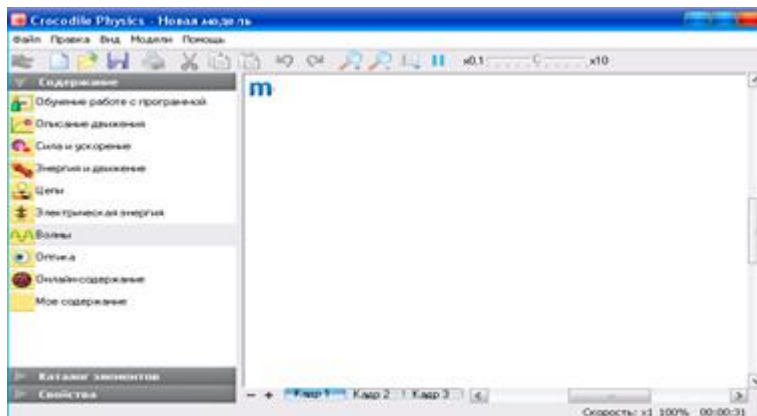 Crocodile Physics - Новая модель
Файл Правка Вид Модели Помощь
x0.1 x10
Содержание
Обучение работе с программой
Описание движения
Сила и ускорение
Энергия и движение
Цепи
Электрическая энергия
Волны
Оптика
Онлайн-содержание
Мое содержание
m
Каталог элементов
Свойства
Кадр 1 Кадр 2 Кадр 3
Скорость: x1 100% 00:00:31